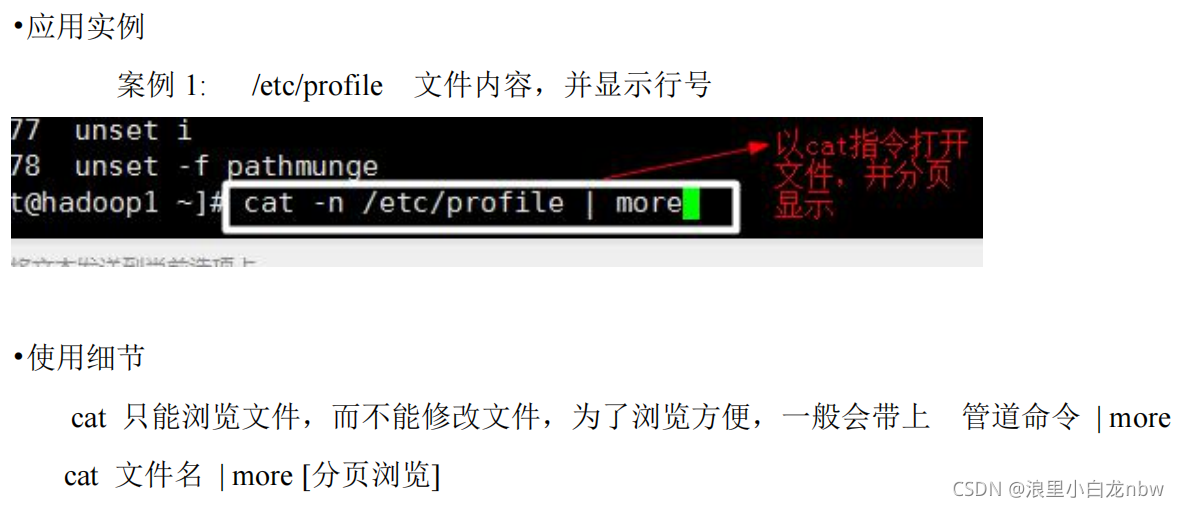 •应用实例
案例 1: /etc/profile 文件内容，并显示行号
77 unset i
78 unset -f pathmunge
t@hadoop1 ~]# cat -n /etc/profile | more
以cat指令打开
文件，并分页
显示
•使用细节
cat 只能浏览文件，而不能修改文件，为了浏览方便，一般会带上 管道命令 | more
cat 文件名 | more [分页浏览]
CSDN @浪里小白龙nbw